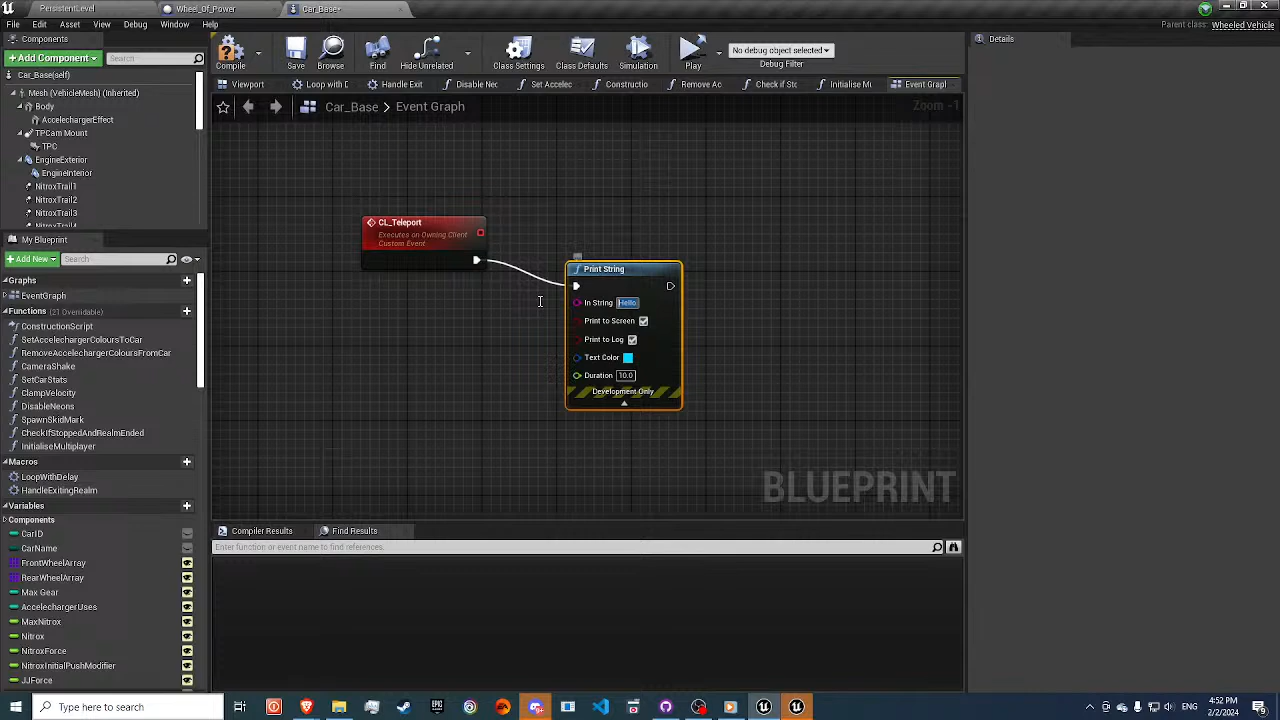 PersistentLevel
Wheel_Of_Power
Car_Base*
File Edit Asset View Debug Window Help
Parent class: Wheeled Vehicle
Components
+ Add Component
Search
Compile
Save
Browse
Find
Hide Unrelated
Class Settings
Class Defaults
Simulation
Play
No debug object selected
Debug Filter
Details
Car_Base(self)
Mesh (VehicleMesh) (Inherited)
Body
AccelechargerEffect
TPCam Mount
TPC
EngineExterior
EngineInterior
NitroxTrail1
NitroxTrail2
NitroxTrail3
Viewport
Loop with D
Handle Exit
Disable Nec
Set Accelec
Constructio
Remove Ac
Check if Sto
Initialise Mu
Event Graph
Car_Base > Event Graph
Zoom -1
CL_Teleport
Executes on Owning Client
Custom Event
Print String
In String Hello
Print to Screen
Print to Log
Text Color
Duration 10.0
Development Only
BLUEPRINT
My Blueprint
+ Add New
Search
Graphs
EventGraph
Functions (21 Overridable)
ConstructionScript
SetAccelechargerColoursToCar
RemoveAccelechargerColoursFromCar
CameraShake
SetCarStats
DampVelocity
DisableNeons
SpawnSkidMark
CheckIfStoppedAndRealmEnded
InitialiseMultiplayer
Macros
LoopWithDelay
HandleExitingRealm
Variables
Components
CarID
CarName
FrontWheelArray
RearWheelArray
Max Gear
AccelechargerUses
MaxNitrox
Nitrox
NitroxForce
NitroxInitialPushModifier
JJForce
Compiler Results
Find Results
Enter function or event name to find references.
Type here to search
ENG
4:52 PM
2/2/2024